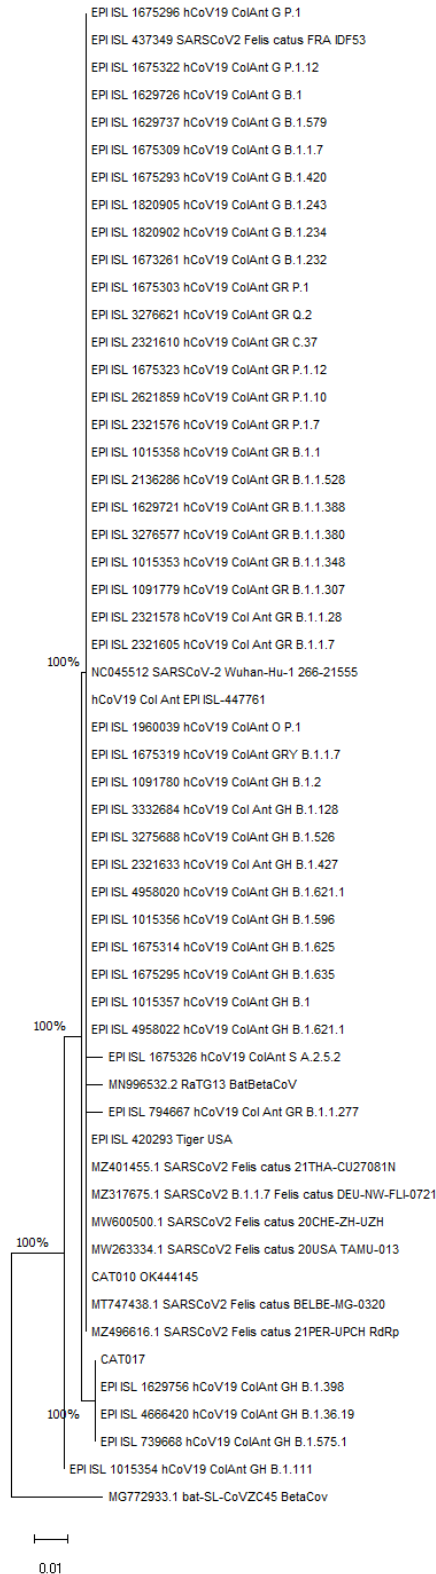 EPI ISL 1675296 hCoV19 ColAnt G P.1
EPI ISL 437349 SARSCoV2 Felis catus FRA IDF53
EPI ISL 1675322 hCoV19 ColAnt G P.1.12
EPI ISL 1629726 hCoV19 ColAnt G B.1
EPI ISL 1629737 hCoV19 ColAnt G B.1.579
EPI ISL 1675309 hCoV19 ColAnt G B.1.1.7
EPI ISL 1675293 hCoV19 ColAnt G B.1.420
EPI ISL 1820905 hCoV19 ColAnt G B.1.243
EPI ISL 1820902 hCoV19 ColAnt G B.1.234
EPI ISL 1673261 hCoV19 ColAnt G B.1.232
EPI ISL 1675303 hCoV19 ColAnt GR P.1
EPI ISL 3276621 hCoV19 ColAnt GR Q.2
EPI ISL 2321610 hCoV19 ColAnt GR C.37
EPI ISL 1675323 hCoV19 ColAnt GR P.1.12
EPI ISL 2621859 hCoV19 ColAnt GR P.1.10
EPI ISL 2321576 hCoV19 ColAnt GR P.1.7
EPI ISL 1015358 hCoV19 ColAnt GR B.1.1
EPI ISL 2136286 hCoV19 ColAnt GR B.1.1.528
EPI ISL 1629721 hCoV19 ColAnt GR B.1.1.388
EPI ISL 3276577 hCoV19 ColAnt GR B.1.1.380
EPI ISL 1015353 hCoV19 ColAnt GR B.1.1.348
EPI ISL 1091779 hCoV19 ColAnt GR B.1.1.307
EPI ISL 2321578 hCoV19 Col Ant GR B.1.1.28
EPI ISL 2321605 hCoV19 Col Ant GR B.1.1.7
100%
NC045512 SARSCoV-2 Wuhan-Hu-1 266-21555
hCoV19 Col Ant EPI ISL-447761
EPI ISL 1960039 hCoV19 ColAnt O P.1
EPI ISL 1675319 hCoV19 ColAnt GRY B.1.1.7
EPI ISL 1091780 hCoV19 ColAnt GH B.1.2
EPI ISL 3332684 hCoV19 Col Ant GH B.1.128
EPI ISL 3275688 hCoV19 ColAnt GH B.1.526
EPI ISL 2321633 hCoV19 Col Ant GH B.1.427
EPI ISL 4958020 hCoV19 ColAnt GH B.1.621.1
EPI ISL 1015356 hCoV19 ColAnt GH B.1.596
EPI ISL 1675314 hCoV19 ColAnt GH B.1.625
EPI ISL 1675295 hCoV19 ColAnt GH B.1.635
EPI ISL 1015357 hCoV19 ColAnt GH B.1
100%
EPI ISL 4958022 hCoV19 ColAnt GH B.1.621.1
EPI ISL 1675326 hCoV19 ColAnt S A.2.5.2
MN996532.2 RaTG13 BatBetaCoV
EPI ISL 794667 hCoV19 Col Ant GR B.1.1.277
EPI ISL 420293 Tiger USA
MZ401455.1 SARSCoV2 Felis catus 21THA-CU27081N
MZ317675.1 SARSCoV2 B.1.1.7 Felis catus DEU-NW-FLI-0721
MW600500.1 SARSCoV2 Felis catus 20CHE-ZH-UZH
100%
MW263334.1 SARSCoV2 Felis catus 20USA TAMU-013
CAT010 OK444145
MT747438.1 SARSCoV2 Felis catus BELBE-MG-0320
MZ496616.1 SARSCoV2 Felis catus 21PER-UPCH RdRp
CAT017
EPI ISL 1629756 hCoV19 ColAnt GH B.1.398
100%
EPI ISL 4666420 hCoV19 ColAnt GH B.1.36.19
EPI ISL 739668 hCoV19 ColAnt GH B.1.575.1
EPI ISL 1015354 hCoV19 ColAnt GH B.1.111
MG772933.1 bat-SL-CoVZC45 BetaCov
0.01